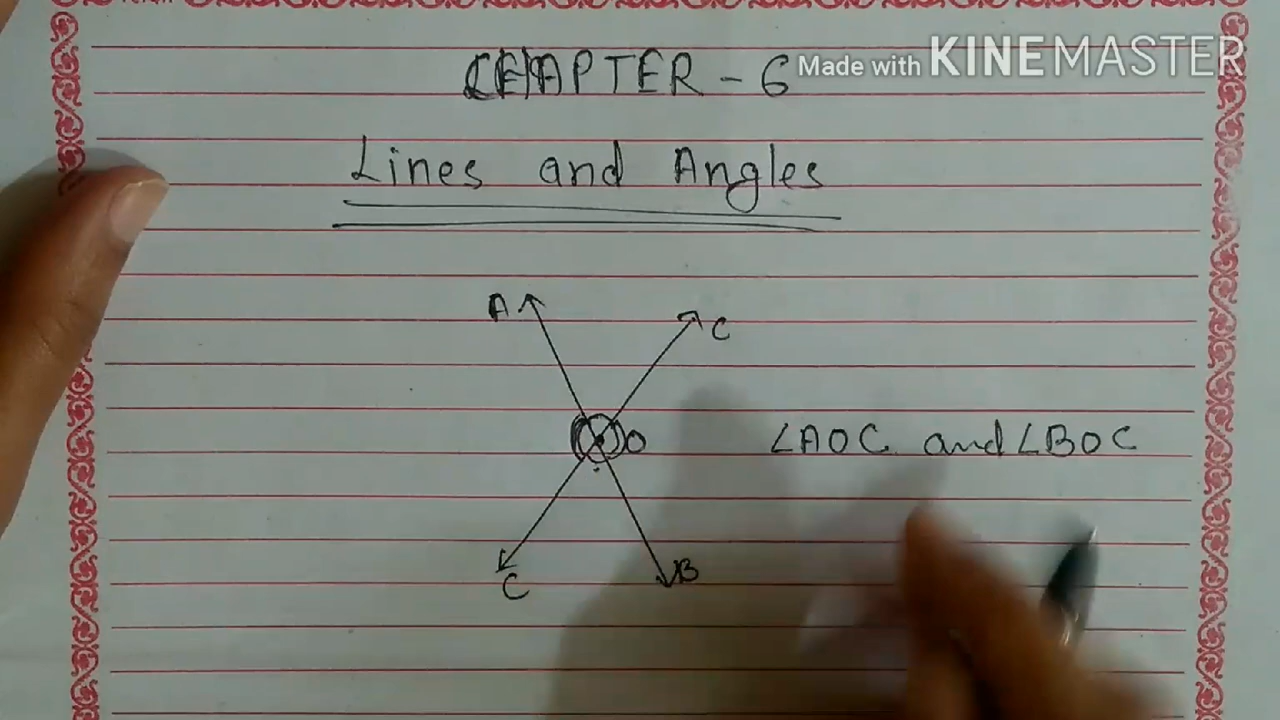 CHAPTER - 6
Made with KINEMASTER
Lines and Angles
A
C
O
∠AOC and ∠BOC
C
B